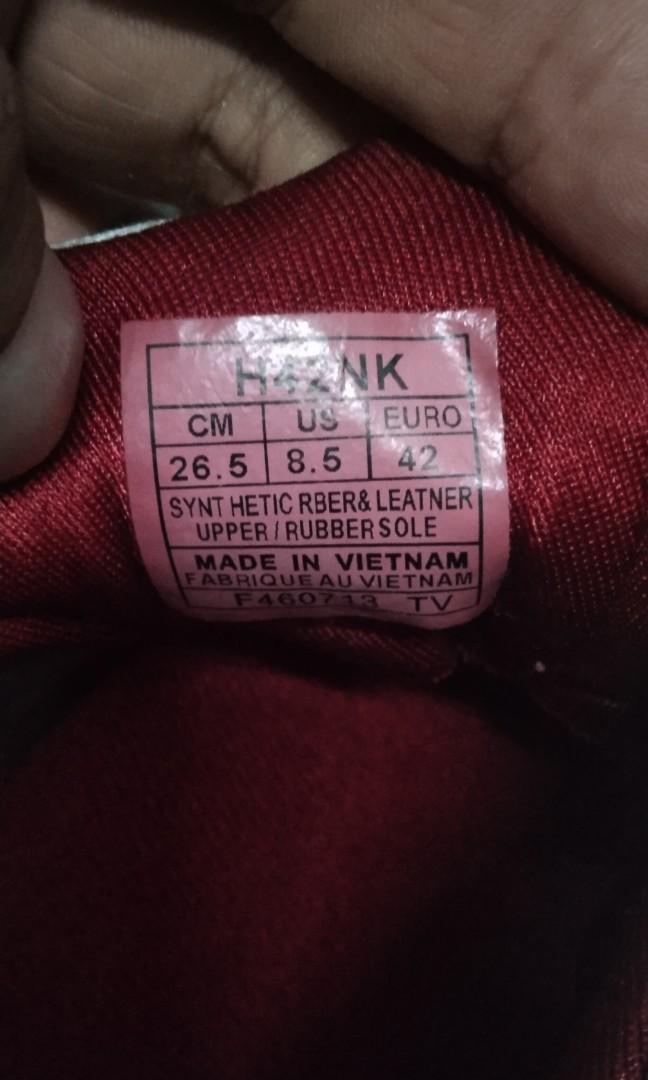 H42NK
CM US EURO
26.5 8.5 42
SYNT HETIC RBER& LEATNER
UPPER / RUBBER SOLE
MADE IN VIETNAM
FABRIQUE AU VIETNAM
F460713 TV